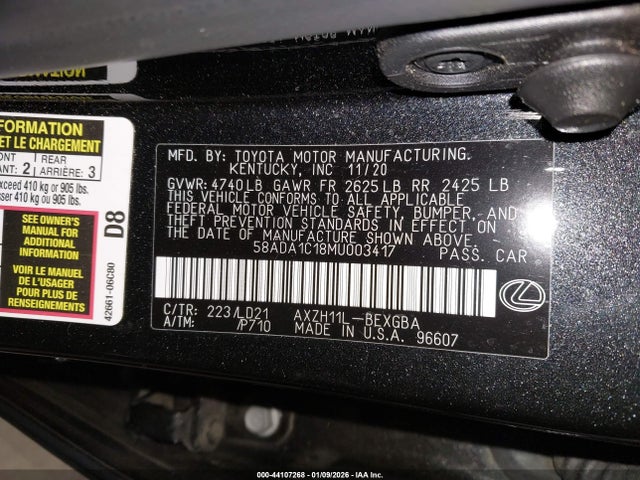 FORMATION
ET LE CHARGEMENT
ONT
ANT: 2
REAR
ARRIÈRE: 3
exceed 410 kg or 905 lbs.
sser 410 kg ou 905 lbs.
SEE OWNER'S
MANUAL FOR
ADDITIONAL
INFORMATION
VOIR LE MANUEL
DE L'USAGER
POUR PLUS DE
RENSEIGNEMENTS
D8
42661-06C80
MFD. BY: TOYOTA MOTOR MANUFACTURING.
KENTUCKY, INC 11/20
GVWR: 4740LB GAWR FR 2625LB RR 2425 LB
THIS VEHICLE CONFORMS TO ALL APPLICABLE
FEDERAL MOTOR VEHICLE SAFETY, BUMPER, AND
THEFT PREVENTION STANDARDS IN EFFECT ON
THE DATE OF MANUFACTURE SHOWN ABOVE.
58ADA1C18MU003417 PASS. CAR
C/TR: 223/LD21 AXZH11L-BEXGBA
A/TM: /P710 MADE IN U.S.A. 96607
000-44107268 - 01/09/2026 - IAA Inc.